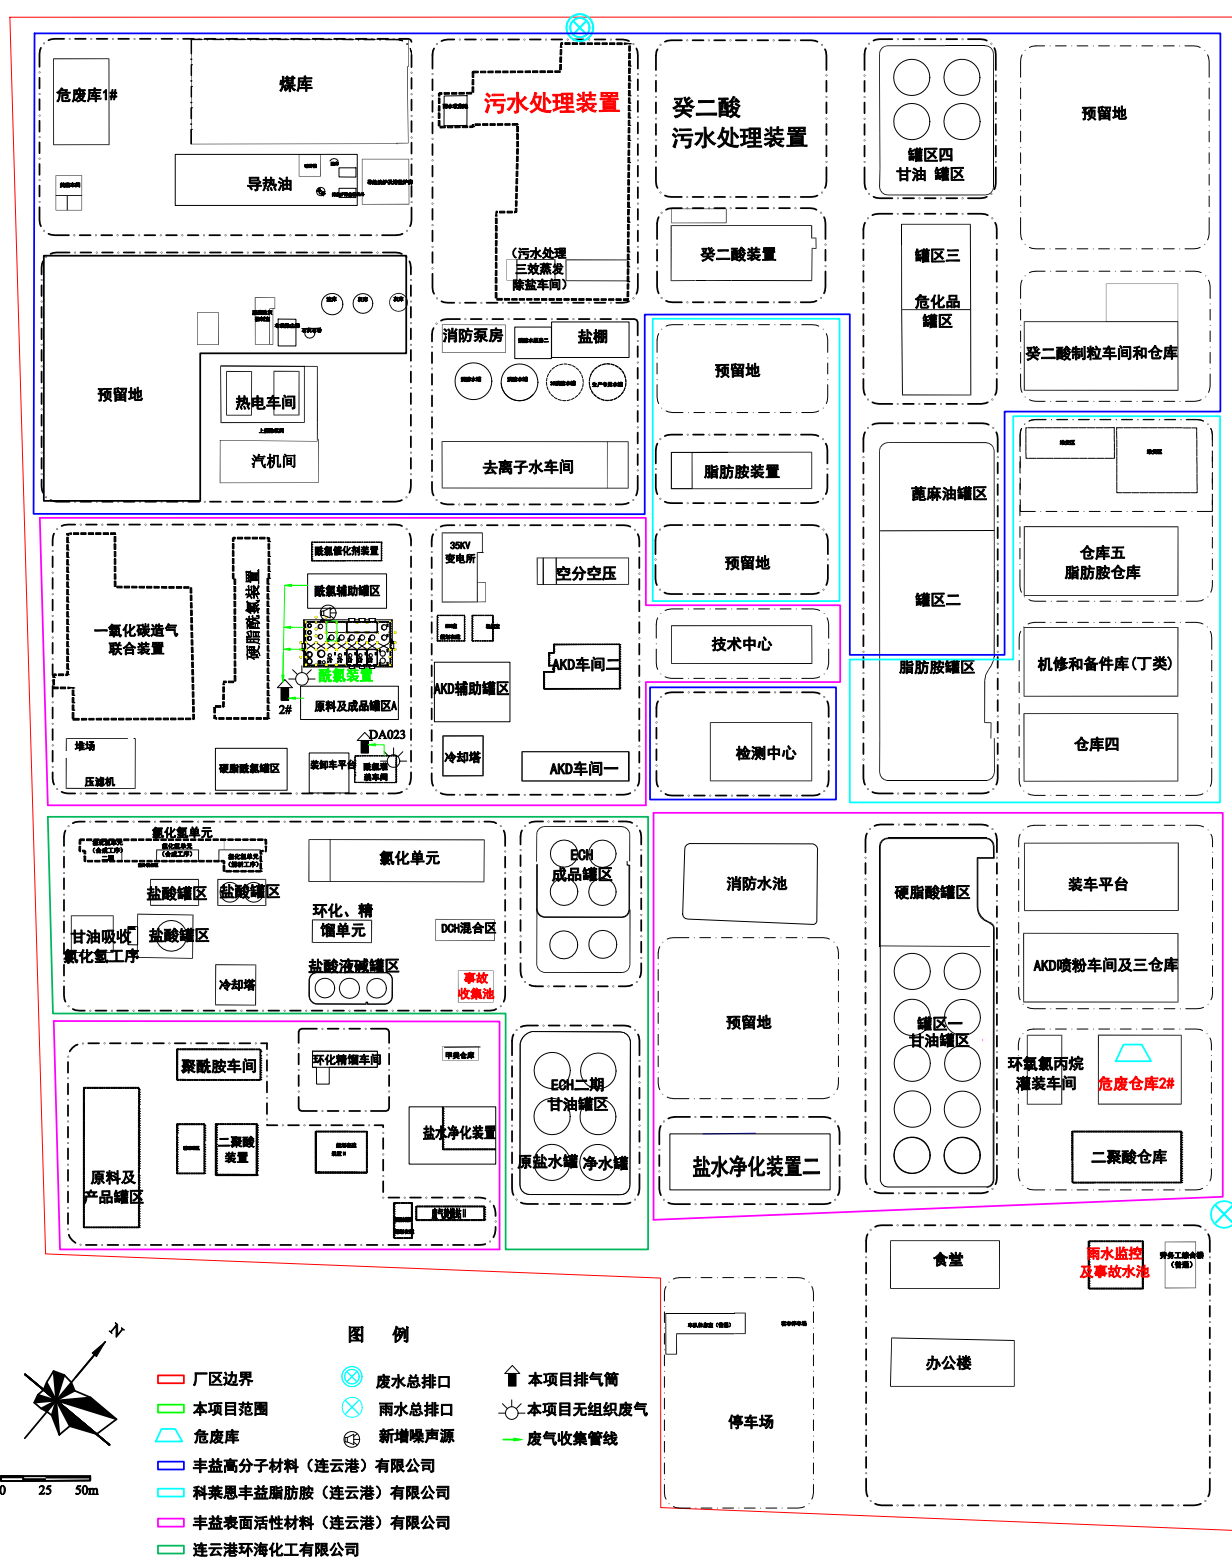 危废库1#
煤库
导热油
污水处理装置
（污水处理
三效蒸发
除盐车间）
癸二酸
污水处理装置
癸二酸装置
罐区四
甘油 罐区
预留地
罐区三
危化品
罐区
癸二酸制粒车间和仓库
预留地
热电车间
汽机间
消防泵房
盐棚
去离子水车间
预留地
脂肪胺装置
预留地
蓖麻油罐区
罐区二
脂肪胺罐区
仓库五
脂肪胺仓库
机修和备件库(丁类)
仓库四
一氧化碳造气
联合装置
硬脂酰氯装置
酰氯催化剂装置
酰氯辅助罐区
酰氯装置
原料及成品罐区A
2#
DA023
堆场
压滤机
硬脂酰氯罐区
装卸车平台
酰氯装
装车间
35KV
变电所
空分空压
AKD车间二
AKD辅助罐区
冷却塔
AKD车间一
技术中心
检测中心
氯化氢单元
氯化单元
盐酸罐区
盐酸罐区
盐酸罐区
甘油吸收
氯化氢工序
冷却塔
环化、精
馏单元
盐酸液碱罐区
DCH混合区
事故
收集池
ECH
成品罐区
消防水池
预留地
硬脂酸罐区
装车平台
AKD喷粉车间及三仓库
罐区一
甘油罐区
环氧氯丙烷
灌装车间
危废仓库2#
二聚酸仓库
聚酰胺车间
环化精馏车间
甲类仓库
盐水净化装置
二聚酸
装置
原料及
产品罐区
ECH二期
甘油罐区
原盐水罐
净水罐
盐水净化装置二
食堂
雨水监控
及事故水池
办公楼
停车场
N
0 25 50m
图 例
厂区边界
本项目范围
危废库
废水总排口
雨水总排口
新增噪声源
本项目排气筒
本项目无组织废气
废气收集管线
丰益高分子材料（连云港）有限公司
科莱恩丰益脂肪胺（连云港）有限公司
丰益表面活性材料（连云港）有限公司
连云港环海化工有限公司